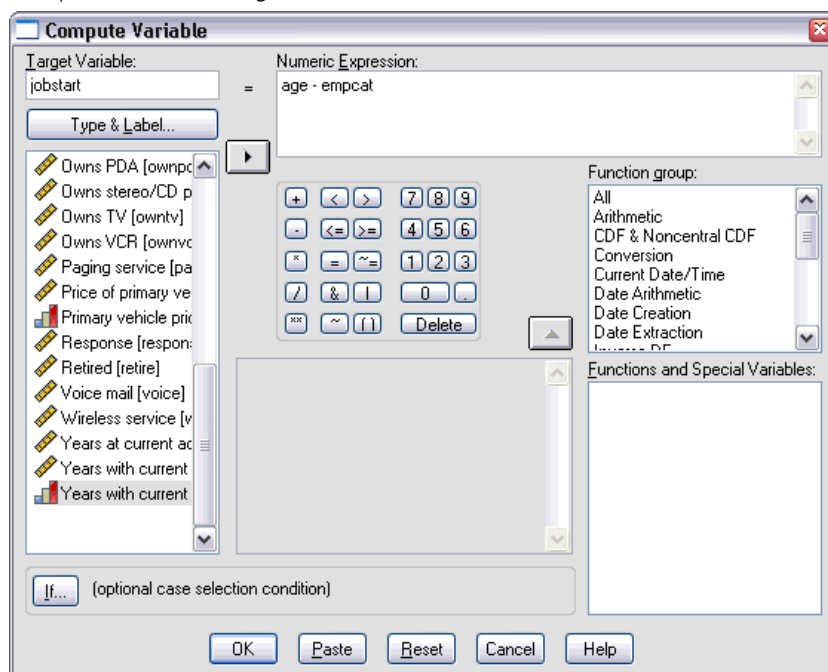 Compute Variable
Target Variable:
jobstart
=
Numeric Expression:
age - empcat
Type & Label...
Owns PDA [ownpc
Owns stereo/CD p
Owns TV [owntv]
Owns VCR [ownvc
Paging service [pa
Price of primary ve
Primary vehicle pric
Response [respon:
Retired [retire]
Voice mail [voice]
Wireless service [v
Years at current ac
Years with current
Years with current
+ < > 7 8 9
- <= >= 4 5 6
* = ~= 1 2 3
/ & | 0 .
** ~ () Delete
Function group:
All
Arithmetic
CDF & Noncentral CDF
Conversion
Current Date/Time
Date Arithmetic
Date Creation
Date Extraction
Functions and Special Variables:
If...
(optional case selection condition)
OK
Paste
Reset
Cancel
Help